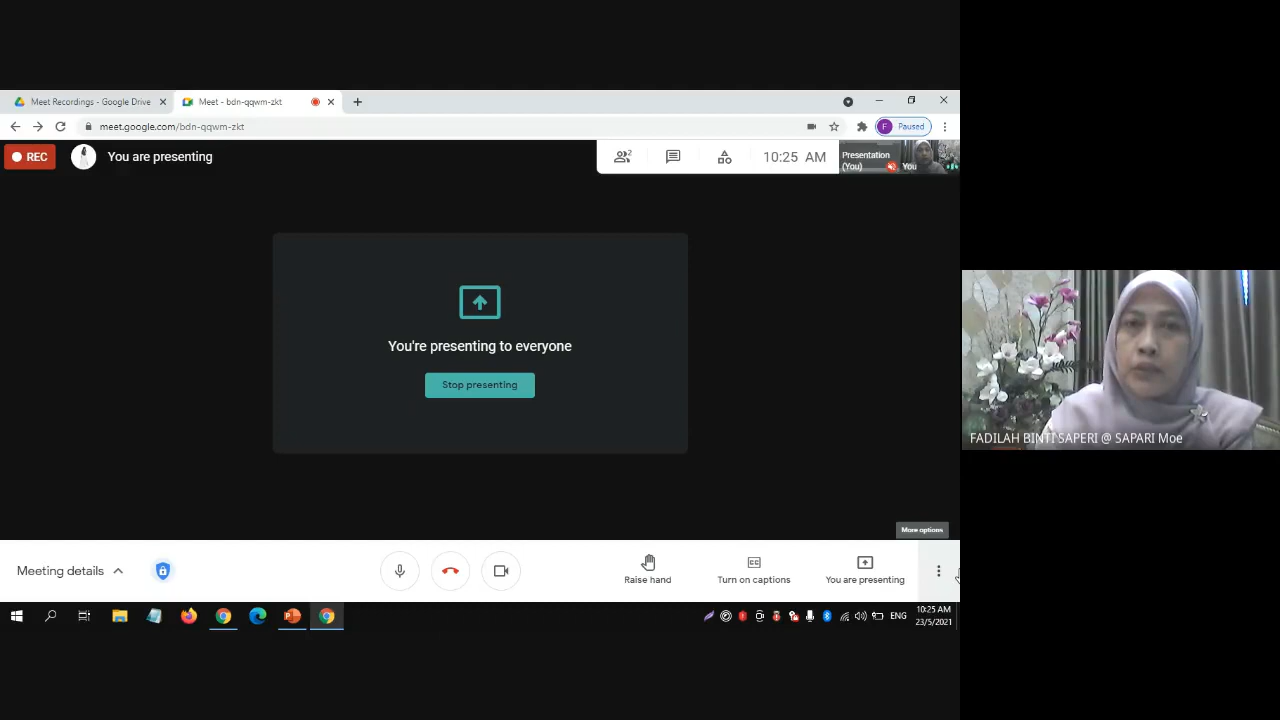 Meet Recordings - Google Drive
Meet - bdn-qqwm-zkt
meet.google.com/bdn-qqwm-zkt
F Paused
REC
You are presenting
2
10:25 AM
Presentation
(You)
You
You're presenting to everyone
Stop presenting
FADILAH BINTI SAPERI @ SAPARI Moe
More options
Meeting details
Raise hand
CC
Turn on captions
You are presenting
ENG
10:25 AM
23/5/2021